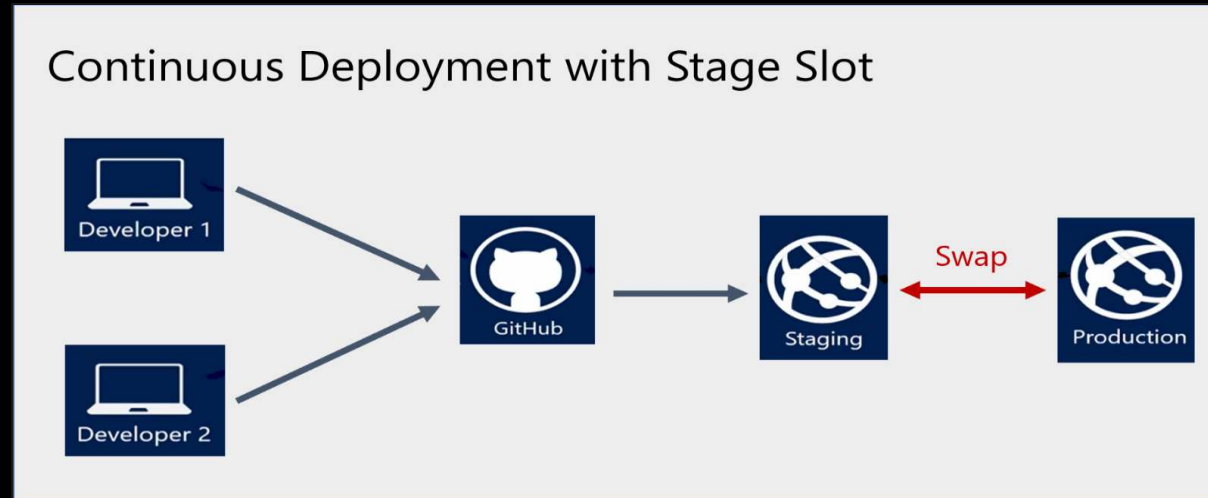 Continuous Deployment with Stage Slot
Developer 1
GitHub
Staging
Swap
Production
Developer 2